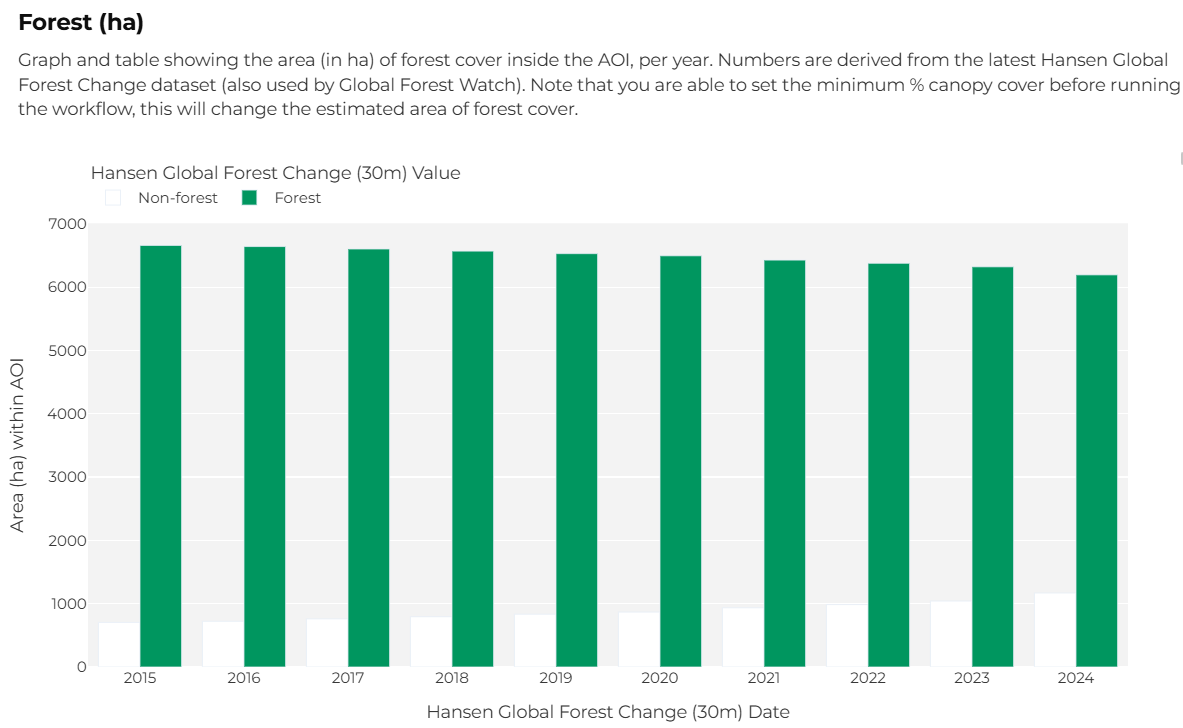 Forest (ha)
Graph and table showing the area (in ha) of forest cover inside the AOI, per year. Numbers are derived from the latest Hansen Global
Forest Change dataset (also used by Global Forest Watch). Note that you are able to set the minimum % canopy cover before running
the workflow, this will change the estimated area of forest cover.
Hansen Global Forest Change (30m) Value
Non-forest Forest
7000
6000
5000
4000
3000
2000
1000
0
Area (ha) within AOI
2015 2016 2017 2018 2019 2020 2021 2022 2023 2024
Hansen Global Forest Change (30m) Date